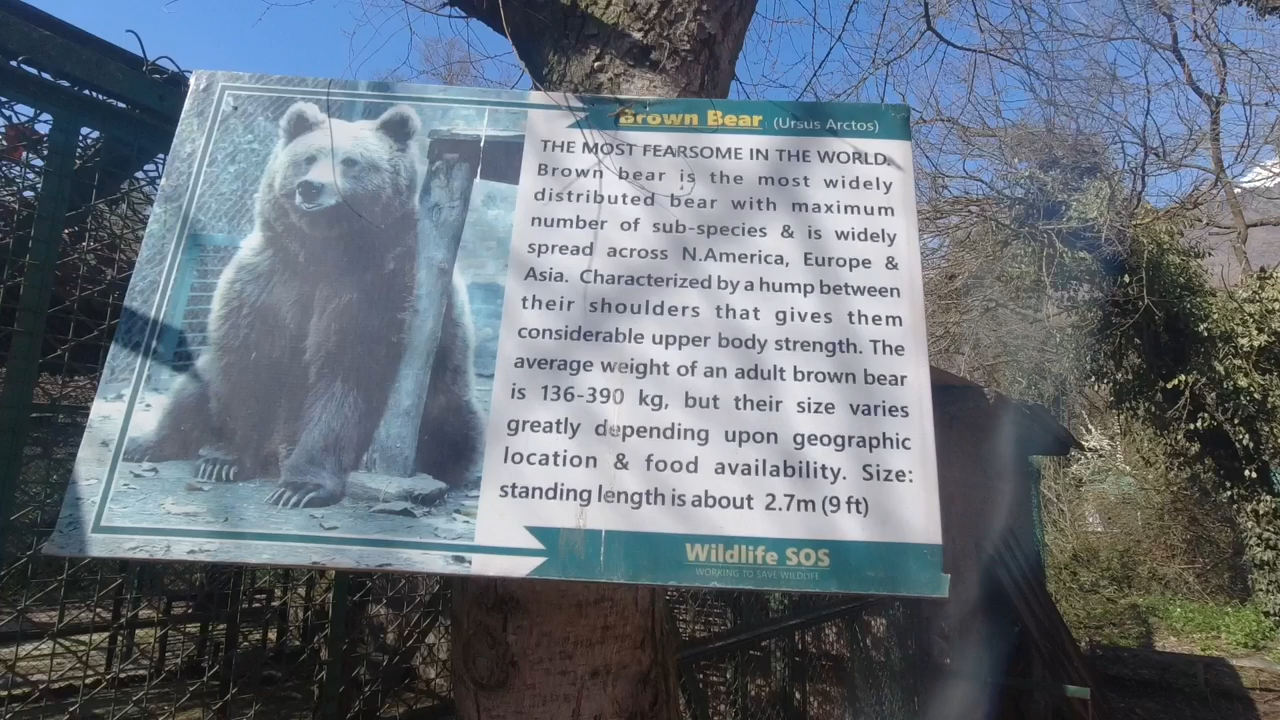 Brown Bear (Ursus Arctos)
THE MOST FEARSOME IN THE WORLD.
Brown bear is the most widely
distributed bear with maximum
number of sub-species & is widely
spread across N.America, Europe &
Asia. Characterized by a hump between
their shoulders that gives them
considerable upper body strength. The
average weight of an adult brown bear
is 136-390 kg, but their size varies
greatly depending upon geographic
location & food availability. Size:
standing length is about 2.7m (9 ft)
Wildlife SOS
WORKING TO SAVE WILDLIFE